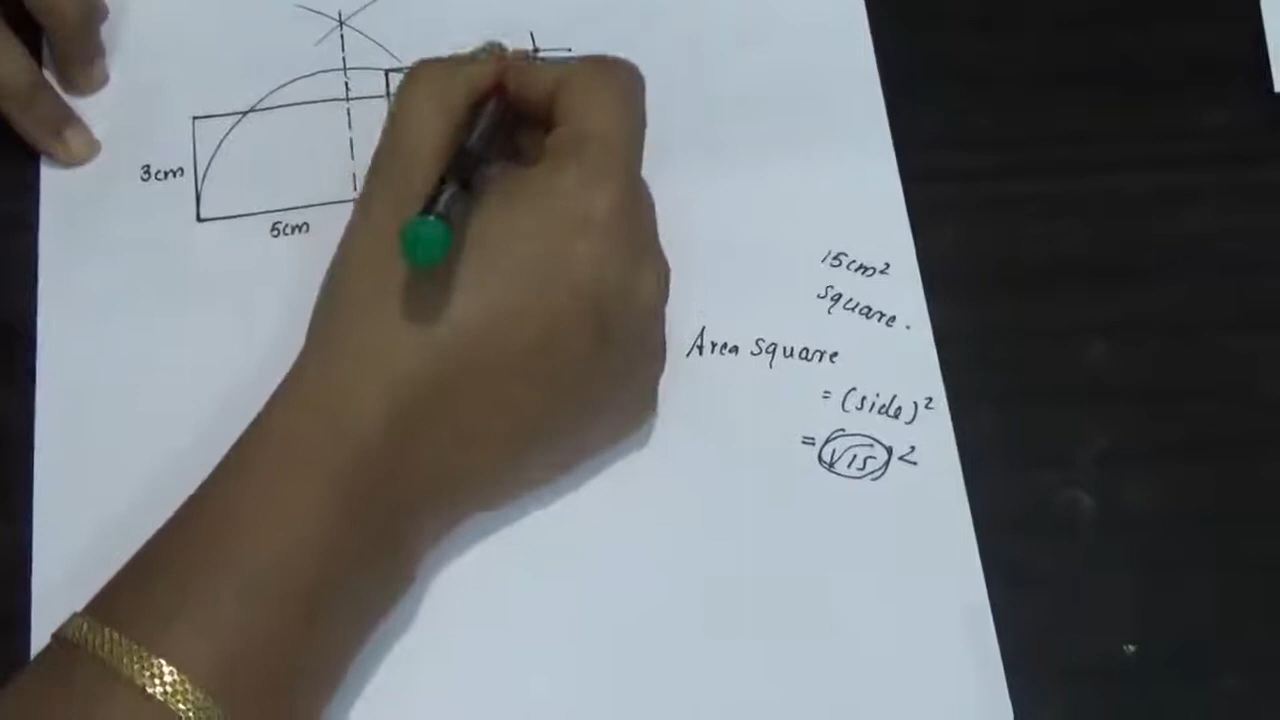 3cm
5cm
15cm²
square.
Area square
= (side)²
= (√15)²